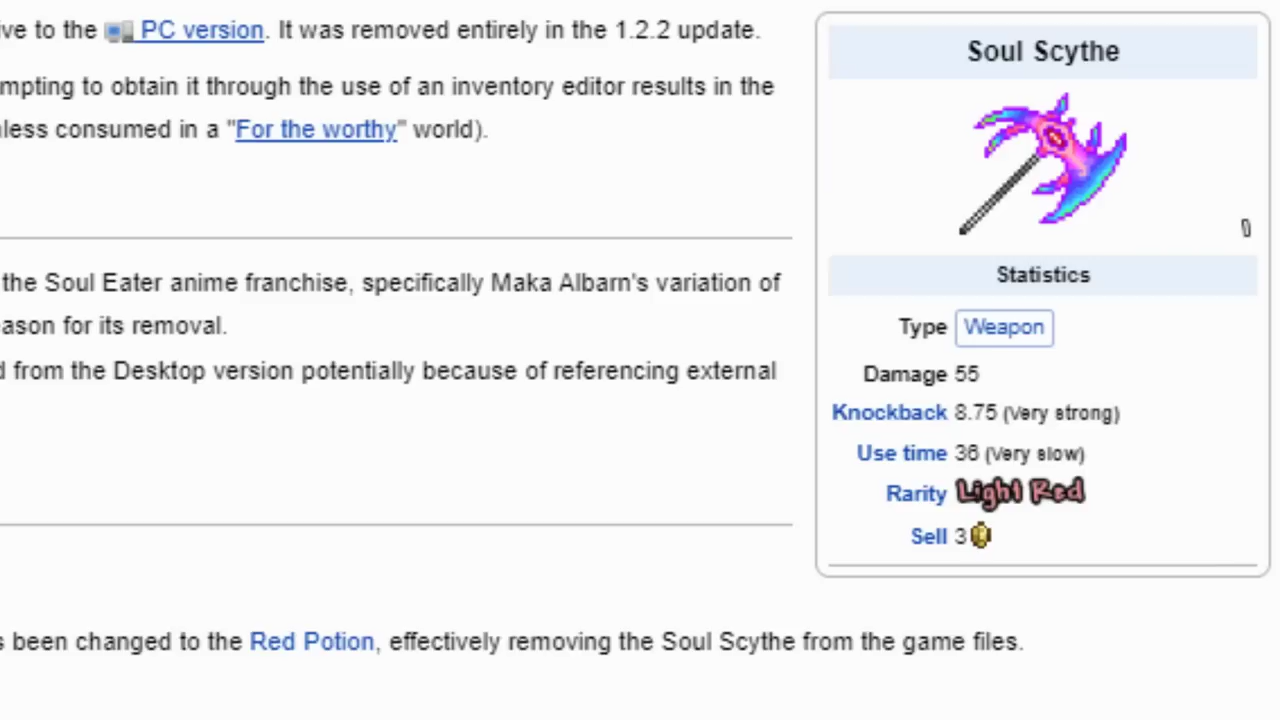 ve to the PC version. It was removed entirely in the 1.2.2 update.
mpting to obtain it through the use of an inventory editor results in the
less consumed in a "For the worthy" world).
the Soul Eater anime franchise, specifically Maka Albarn's variation of
ason for its removal.
d from the Desktop version potentially because of referencing external
s been changed to the Red Potion, effectively removing the Soul Scythe from the game files.
Soul Scythe
Statistics
Type Weapon
Damage 55
Knockback 8.75 (Very strong)
Use time 36 (Very slow)
Rarity Light Red
Sell 3